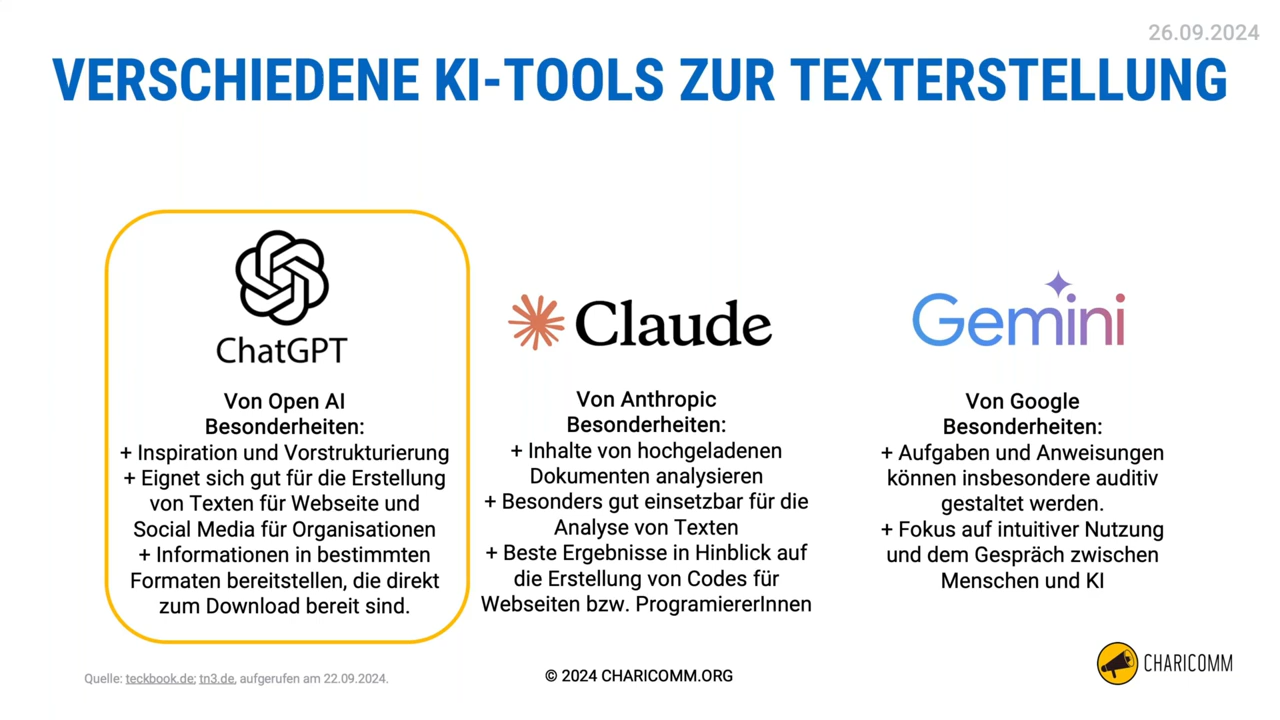 26.09.2024
VERSCHIEDENE KI-TOOLS ZUR TEXTERSTELLUNG
ChatGPT
Von Open AI
Besonderheiten:
+ Inspiration und Vorstrukturierung
+ Eignet sich gut für die Erstellung
von Texten für Webseite und
Social Media für Organisationen
+ Informationen in bestimmten
Formaten bereitstellen, die direkt
zum Download bereit sind.
Claude
Von Anthropic
Besonderheiten:
+ Inhalte von hochgeladenen
Dokumenten analysieren
+ Besonders gut einsetzbar für die
Analyse von Texten
+ Beste Ergebnisse in Hinblick auf
die Erstellung von Codes für
Webseiten bzw. ProgramiererInnen
Gemini
Von Google
Besonderheiten:
+ Aufgaben und Anweisungen
können insbesondere auditiv
gestaltet werden.
+ Fokus auf intuitiver Nutzung
und dem Gespräch zwischen
Menschen und KI
Quelle: teckbook.de; tn3.de, aufgerufen am 22.09.2024.
© 2024 CHARICOMM.ORG
CHARICOMM